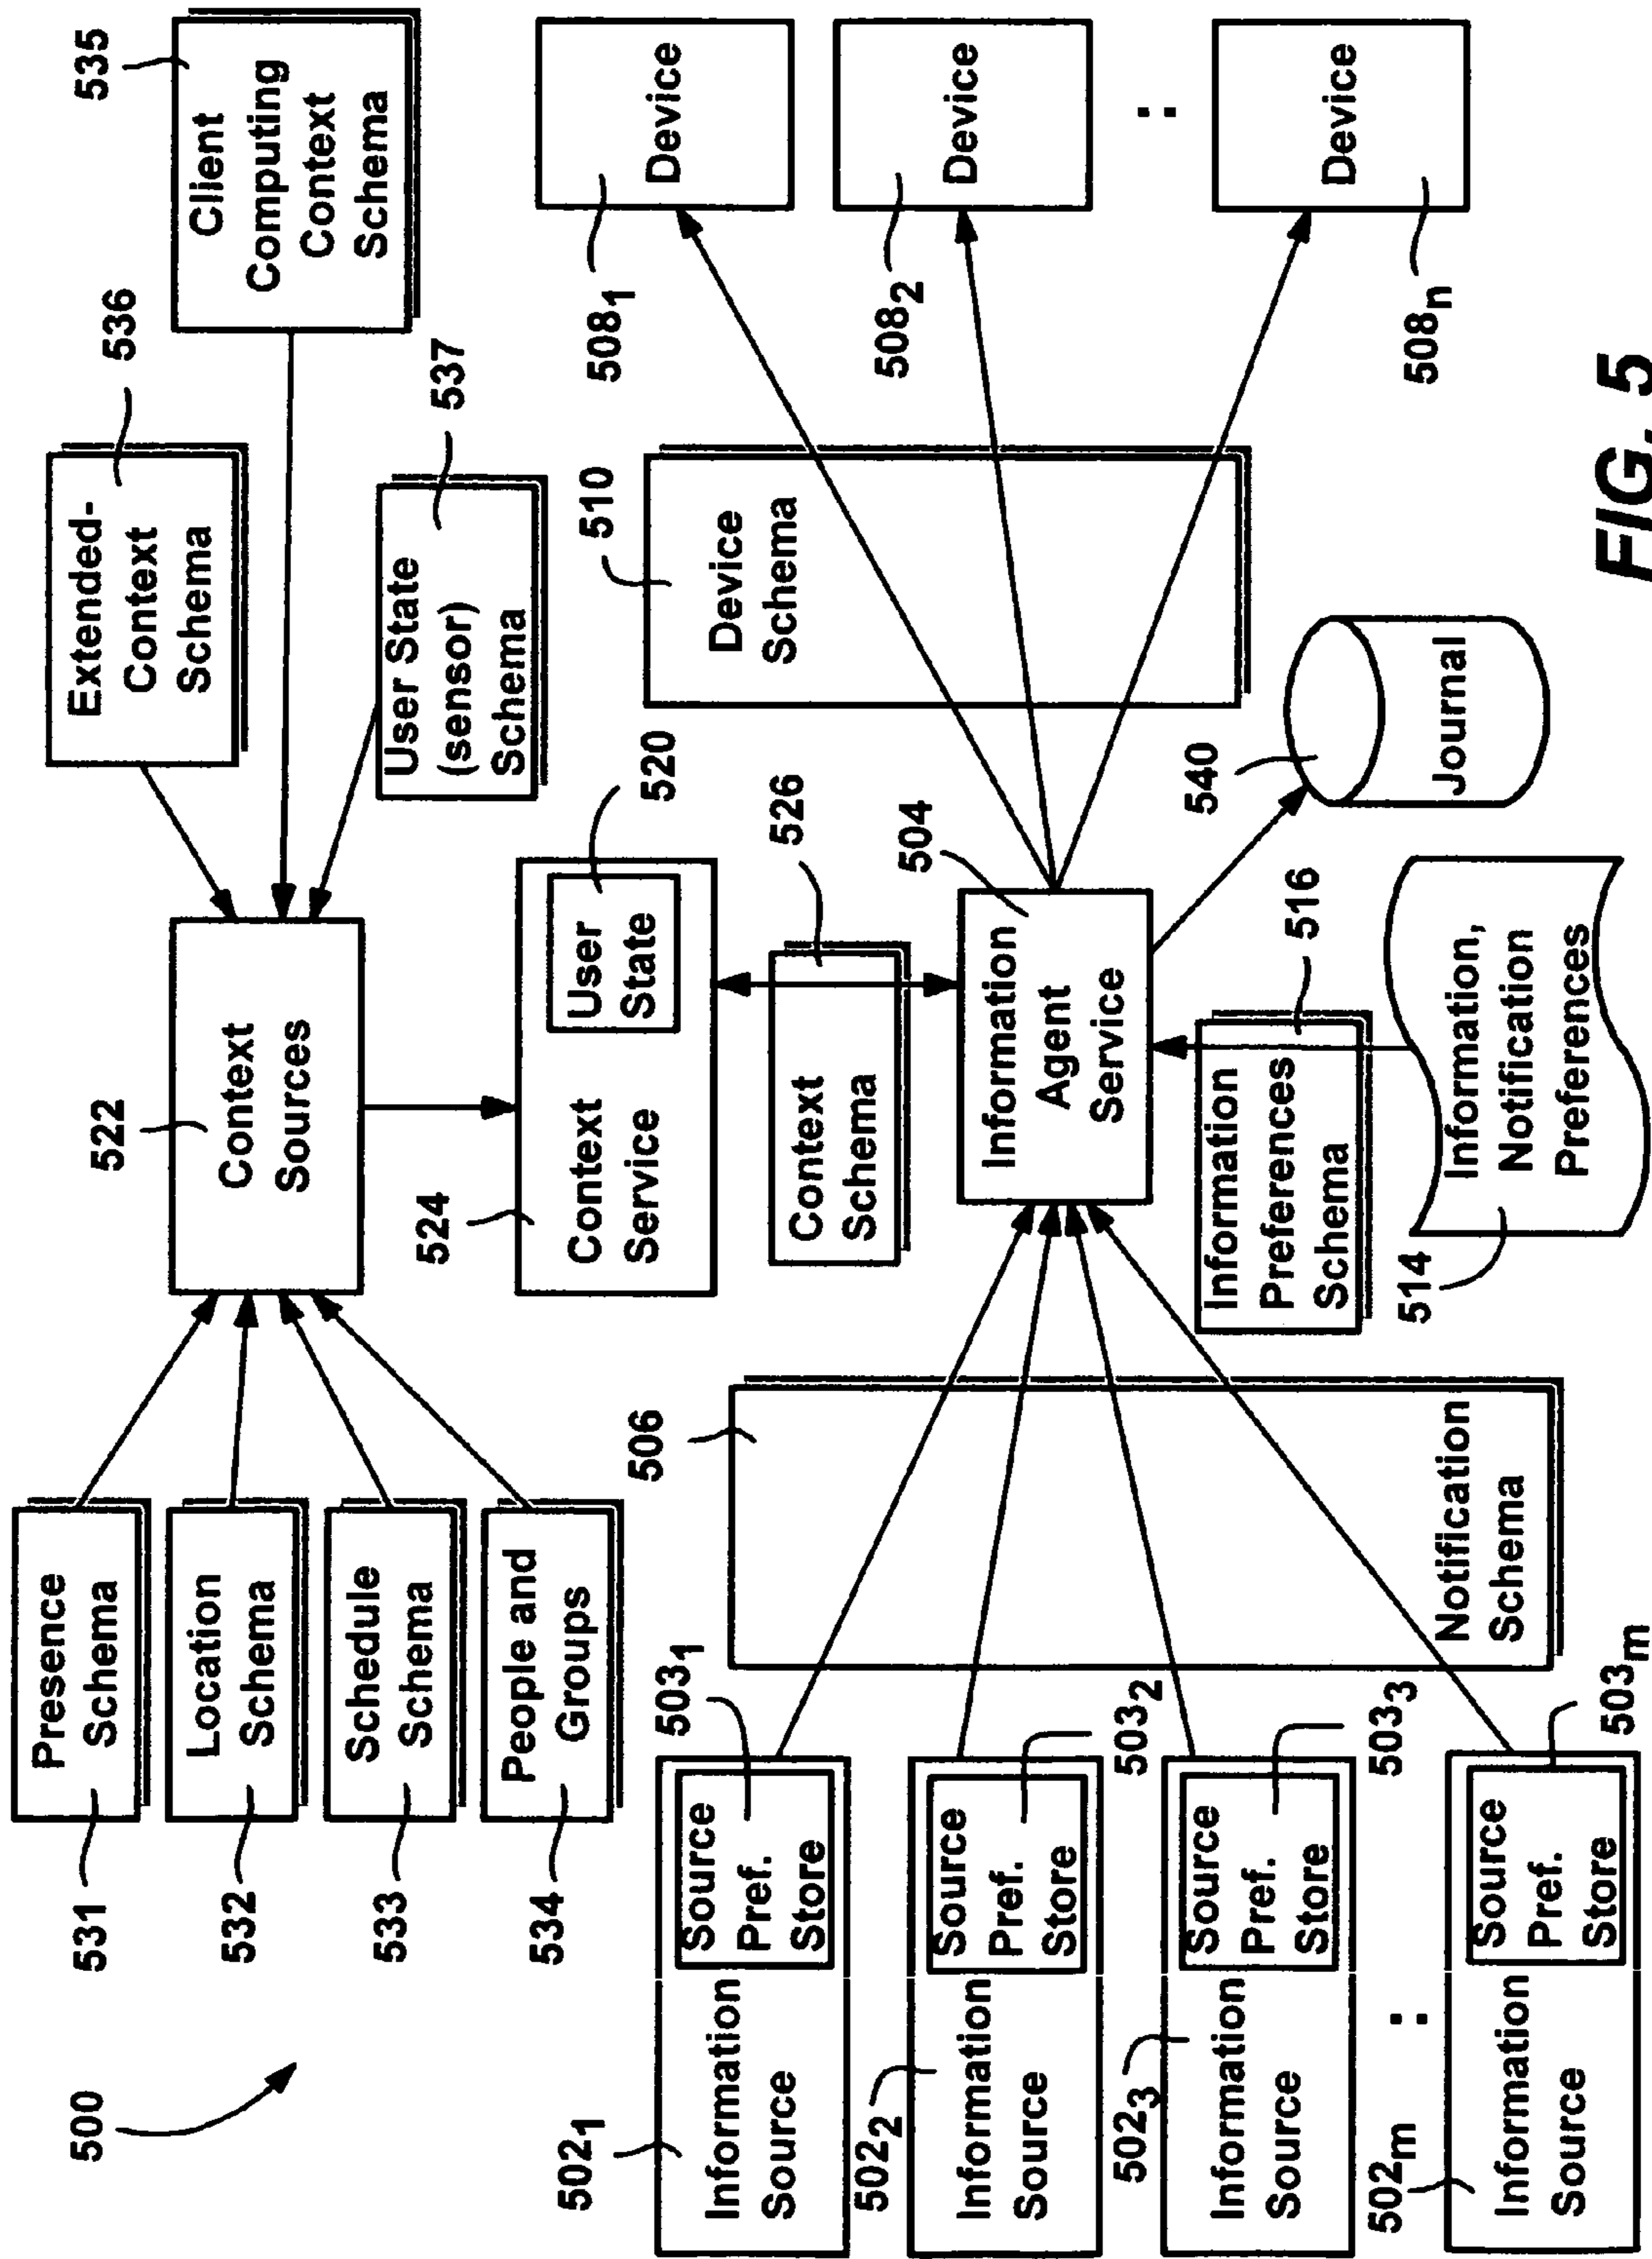 500
531
Presence
Schema
532
Location
Schema
533
Schedule
Schema
534
People and
Groups
522
Context
Sources
536
Extended-
Context
Schema
535
Client
Computing
Context
Schema
537
User State
(sensor)
Schema
524
Context
Service
520
User
State
526
Context
Schema
504
Information
Agent
Service
516
Information
Preferences
Schema
514
Information,
Notification
Preferences
540
Journal
506
Notification
Schema
510
Device
Schema
502₁
Information
Source
503₁
Source
Pref.
Store
502₂
Information
Source
503₂
Source
Pref.
Store
502₃
Information
Source
503₃
Source
Pref.
Store
:
502ₘ
Information
Source
503ₘ
Source
Pref.
Store
508₁
Device
508₂
Device
:
508ₙ
Device
FIG. 5